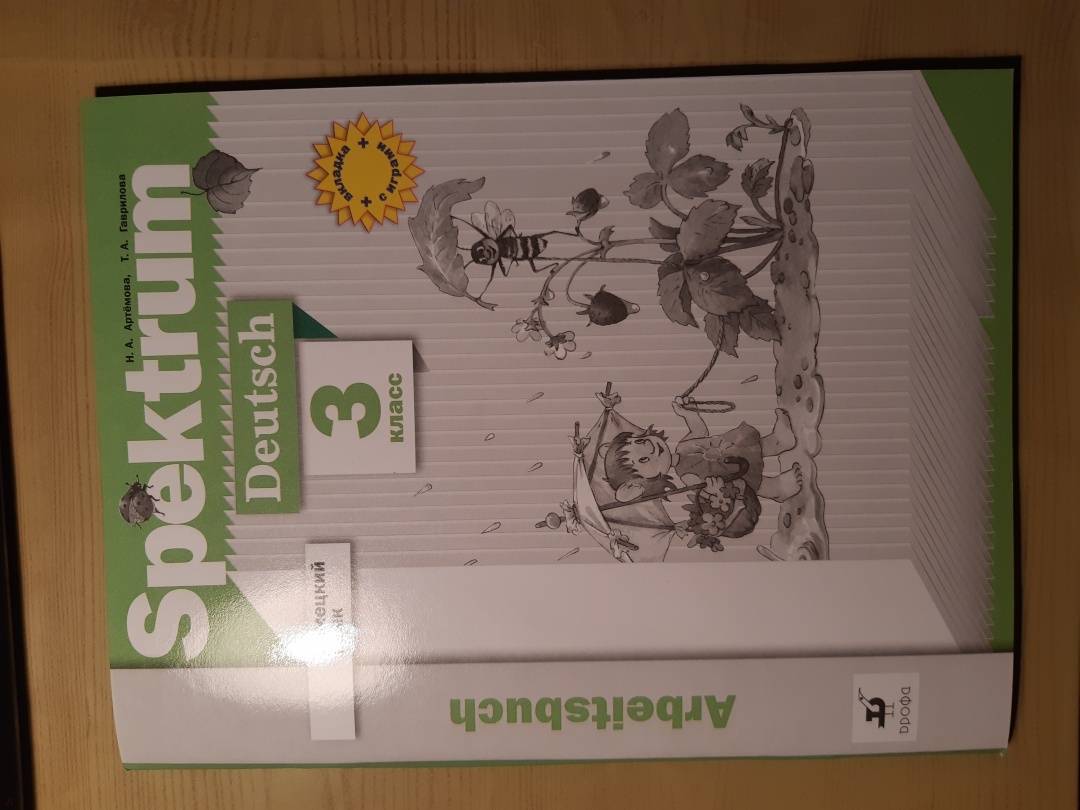 Н. А. Артёмова, Т. А. Гаврилова
Spektrum
Deutsch
3
класс
+ вкладка +
с играми +
Arbeitsbuch
дрофа